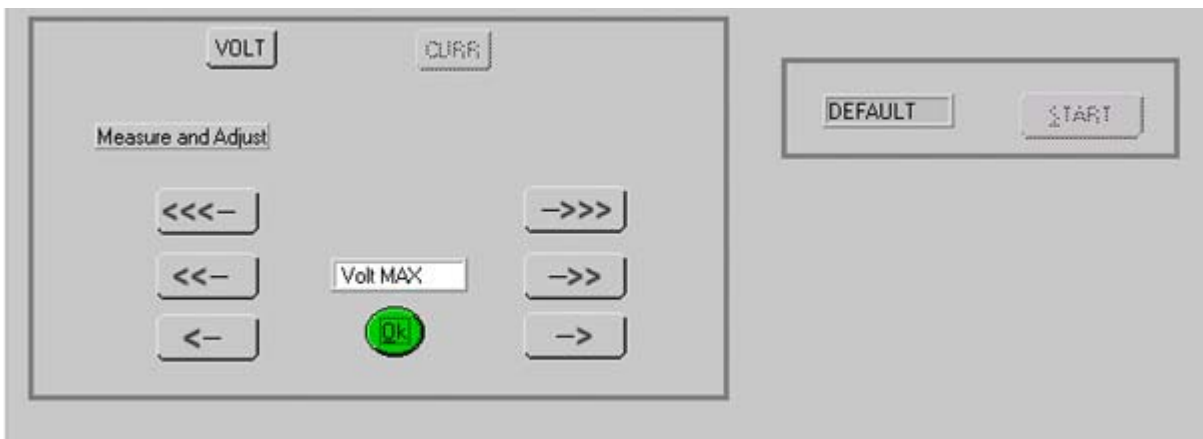 VOLT
CURR
DEFAULT
START
Measure and Adjust
<<<–
–>>>
<<–
Volt MAX
–>>
<–
Ok
–>